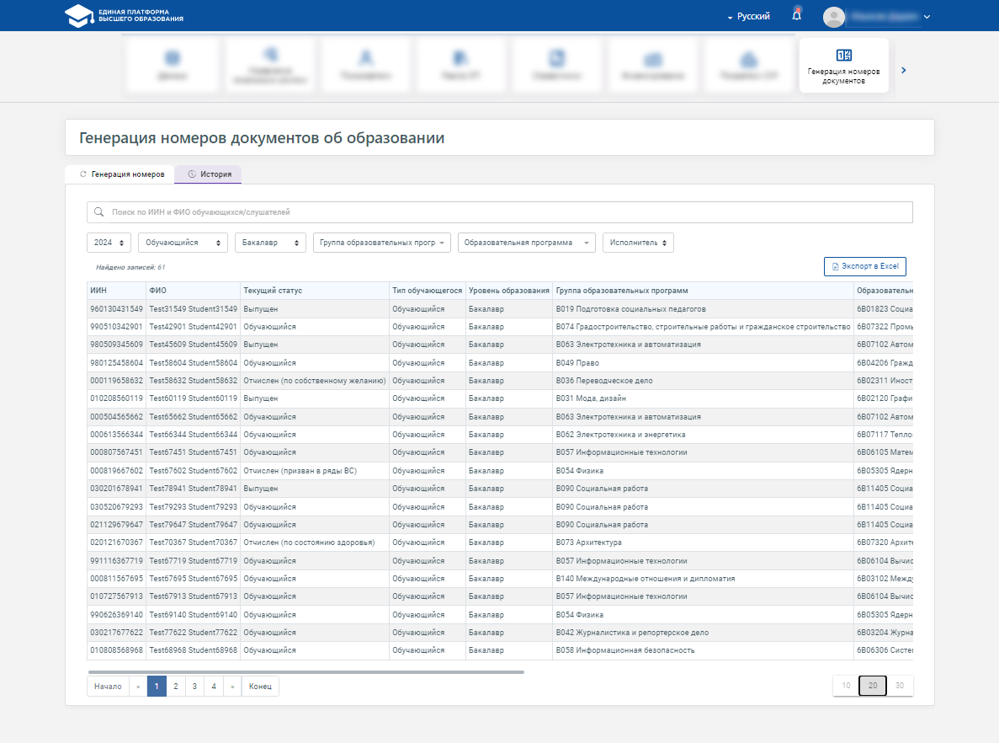 ЕДИНАЯ ПЛАТФОРМА
ВЫСШЕГО ОБРАЗОВАНИЯ
Русский
Генерация номеров
документов
Генерация номеров документов об образовании
Генерация номеров История
Поиск по ИИН и ФИО обучающихся/слушателей
2024 Обучающийся Бакалавр Группа образовательных прогр Образовательная программа Исполнитель
Найдено записей: 61
Экспорт в Excel
ИИН ФИО Текущий статус Тип обучающегося Уровень образования Группа образовательных программ Образовательн
960130431549 Test31549 Student31549 Выпущен Обучающийся Бакалавр B019 Подготовка социальных педагогов 6B01823 Социа
990510342901 Test42901 Student42901 Обучающийся Обучающийся Бакалавр B074 Градостроительство, строительные работы и гражданское строительство 6B07322 Промь
980509345609 Test45609 Student45609 Выпущен Обучающийся Бакалавр B063 Электротехника и автоматизация 6B07102 Автом
980125458604 Test58604 Student58604 Обучающийся Обучающийся Бакалавр B049 Право 6B04206 Гражд
000119658632 Test58632 Student58632 Отчислен (по собственному желанию) Обучающийся Бакалавр B036 Переводческое дело 6B02311 Иност
010208560119 Test60119 Student60119 Выпущен Обучающийся Бакалавр B031 Мода, дизайн 6B02120 Графи
000504565662 Test65662 Student65662 Обучающийся Обучающийся Бакалавр B063 Электротехника и автоматизация 6B07102 Автом
000613566344 Test66344 Student66344 Обучающийся Обучающийся Бакалавр B062 Электротехника и энергетика 6B07117 Тепло
000807567451 Test67451 Student67451 Обучающийся Обучающийся Бакалавр B057 Информационные технологии 6B06105 Матем
000819667602 Test67602 Student67602 Отчислен (призван в ряды ВС) Обучающийся Бакалавр B054 Физика 6B05305 Ядерн
030201678941 Test78941 Student78941 Выпущен Обучающийся Бакалавр B090 Социальная работа 6B11405 Социа
030520679293 Test79293 Student79293 Обучающийся Обучающийся Бакалавр B090 Социальная работа 6B11405 Социа
021129679647 Test79647 Student79647 Обучающийся Обучающийся Бакалавр B090 Социальная работа 6B11405 Социа
020121670367 Test70367 Student70367 Отчислен (по состоянию здоровья) Обучающийся Бакалавр B073 Архитектура 6B07320 Архите
991116367719 Test67719 Student67719 Обучающийся Обучающийся Бакалавр B057 Информационные технологии 6B06104 Вычис
000811567695 Test67695 Student67695 Обучающийся Обучающийся Бакалавр B140 Международные отношения и дипломатия 6B03102 Между
010727567913 Test67913 Student67913 Обучающийся Обучающийся Бакалавр B057 Информационные технологии 6B06104 Вычис
990626369140 Test69140 Student69140 Обучающийся Обучающийся Бакалавр B054 Физика 6B05305 Ядерн
030217677622 Test77622 Student77622 Обучающийся Обучающийся Бакалавр B042 Журналистика и репортерское дело 6B03204 Журна
010808568968 Test68968 Student68968 Обучающийся Обучающийся Бакалавр B058 Информационная безопасность 6B06306 Систе
Начало « 1 2 3 4 » Конец 10 20 30